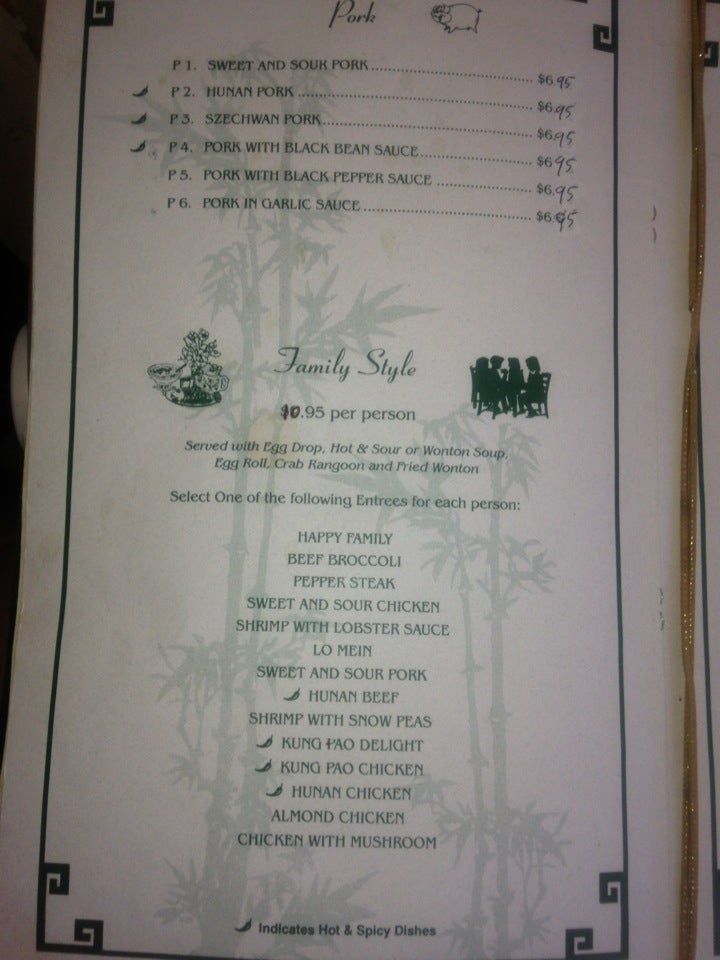 Pork
P 1. SWEET AND SOUR PORK ........ $6.95
P 2. HUNAN PORK ........ $6.95
P 3. SZECHWAN PORK ........ $6.95
P 4. PORK WITH BLACK BEAN SAUCE ........ $6.95
P 5. PORK WITH BLACK PEPPER SAUCE ........ $6.95
P 6. PORK IN GARLIC SAUCE ........ $6.95
Family Style
$10.95 per person
Served with Egg Drop, Hot & Sour or Wonton Soup,
Egg Roll, Crab Rangoon and Fried Wonton
Select One of the following Entrees for each person:
HAPPY FAMILY
BEEF BROCCOLI
PEPPER STEAK
SWEET AND SOUR CHICKEN
SHRIMP WITH LOBSTER SAUCE
LO MEIN
SWEET AND SOUR PORK
HUNAN BEEF
SHRIMP WITH SNOW PEAS
KUNG PAO DELIGHT
KUNG PAO CHICKEN
HUNAN CHICKEN
ALMOND CHICKEN
CHICKEN WITH MUSHROOM
Indicates Hot & Spicy Dishes